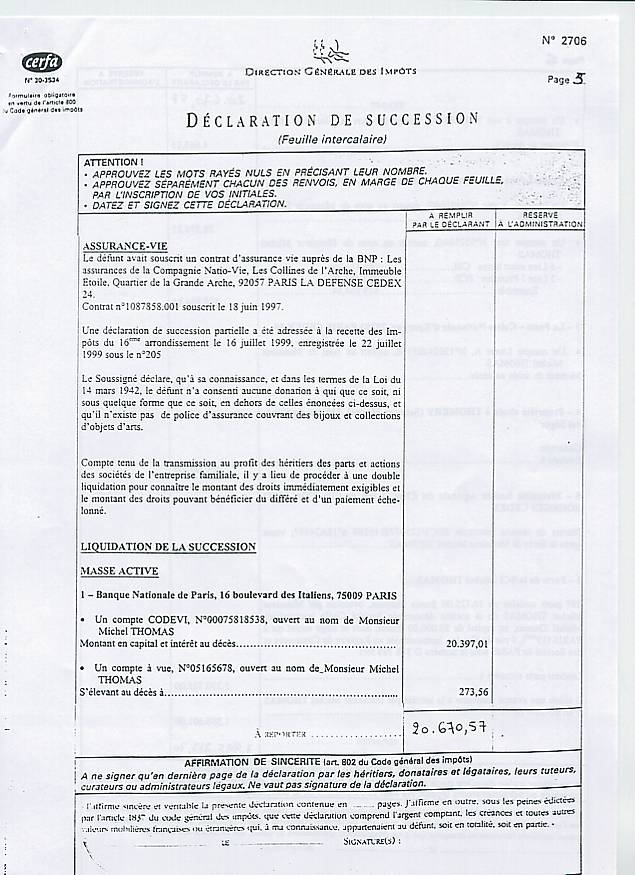 N° 2706
cerfa
N° 20-3534
Formulaire obligatoire
en vertu de l'article 800
du Code général des impôts
DIRECTION GÉNÉRALE DES IMPÔTS
Page 5
DÉCLARATION DE SUCCESSION
(Feuille intercalaire)
ATTENTION !
• APPROUVEZ LES MOTS RAYÉS NULS EN PRÉCISANT LEUR NOMBRE.
• APPROUVEZ SÉPAREMENT CHACUN DES RENVOIS, EN MARGE DE CHAQUE FEUILLE,
PAR L'INSCRIPTION DE VOS INITIALES.
• DATEZ ET SIGNEZ CETTE DÉCLARATION.
A REMPLIR
PAR LE DÉCLARANT
RÉSERVÉ
À L'ADMINISTRATION
ASSURANCE-VIE
Le défunt avait souscrit un contrat d'assurance vie auprès de la BNP : Les
assurances de la Compagnie Natio-Vie, Les Collines de l'Arche, Immeuble
Etoile, Quartier de la Grande Arche, 92057 PARIS LA DEFENSE CEDEX
24.
Contrat n°1087858.001 souscrit le 18 juin 1997.
Une déclaration de succession partielle a été adressée à la recette des Im-
pôts du 16ème arrondissement le 16 juillet 1999, enregistrée le 22 juillet
1999 sous le n°205
Le Soussigné déclare, qu'à sa connaissance, et dans les termes de la Loi du
14 mars 1942, le défunt n'a consenti aucune donation à qui que ce soit, ni
sous quelque forme que ce soit, en dehors de celles énoncées ci-dessus, et
qu'il n'existe pas de police d'assurance couvrant des bijoux et collections
d'objets d'arts.
Compte tenu de la transmission au profit des héritiers des parts et actions
des sociétés de l'entreprise familiale, il y a lieu de procéder à une double
liquidation pour connaître le montant des droits immédiatement exigibles et
le montant des droits pouvant bénéficier du différé et d'un paiement éche-
lonné.
LIQUIDATION DE LA SUCCESSION
MASSE ACTIVE
1 – Banque Nationale de Paris, 16 boulevard des Italiens, 75009 PARIS
• Un compte CODEVI, N°00075818538, ouvert au nom de Monsieur
Michel THOMAS
Montant en capital et intérêt au décès............................................ 20.397,01
• Un compte à vue, N°05165678, ouvert au nom de Monsieur Michel
THOMAS
S'élevant au décès à............................................................ 273,56
À REPORTER .................. 20.670,57
AFFIRMATION DE SINCERITE (art. 802 du Code général des impôts)
A ne signer qu'en dernière page de la déclaration par les héritiers, donataires et légataires, leurs tuteurs,
curateurs ou administrateurs légaux. Ne vaut pas signature de la déclaration.
- J'affirme sincère et véritable la présente déclaration contenue en ...... pages. J'affirme en outre, sous les peines édictées
par l'article 1837 du code général des impôts, que cette déclaration comprend l'argent comptant, les créances et toutes autres
valeurs mobilières françaises ou étrangères qui, à ma connaissance, appartenaient au défunt, soit en totalité, soit en partie. -
LE
SIGNATURE(S) :